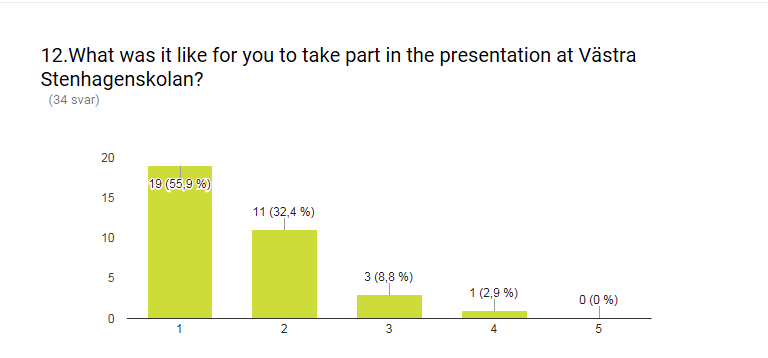 12.What was it like for you to take part in the presentation at Västra
Stenhagenskolan?
(34 svar)
20
15
10
5
0
19 (55,9 %)
11 (32,4 %)
3 (8,8 %)
1 (2,9 %)
0 (0 %)
1
2
3
4
5